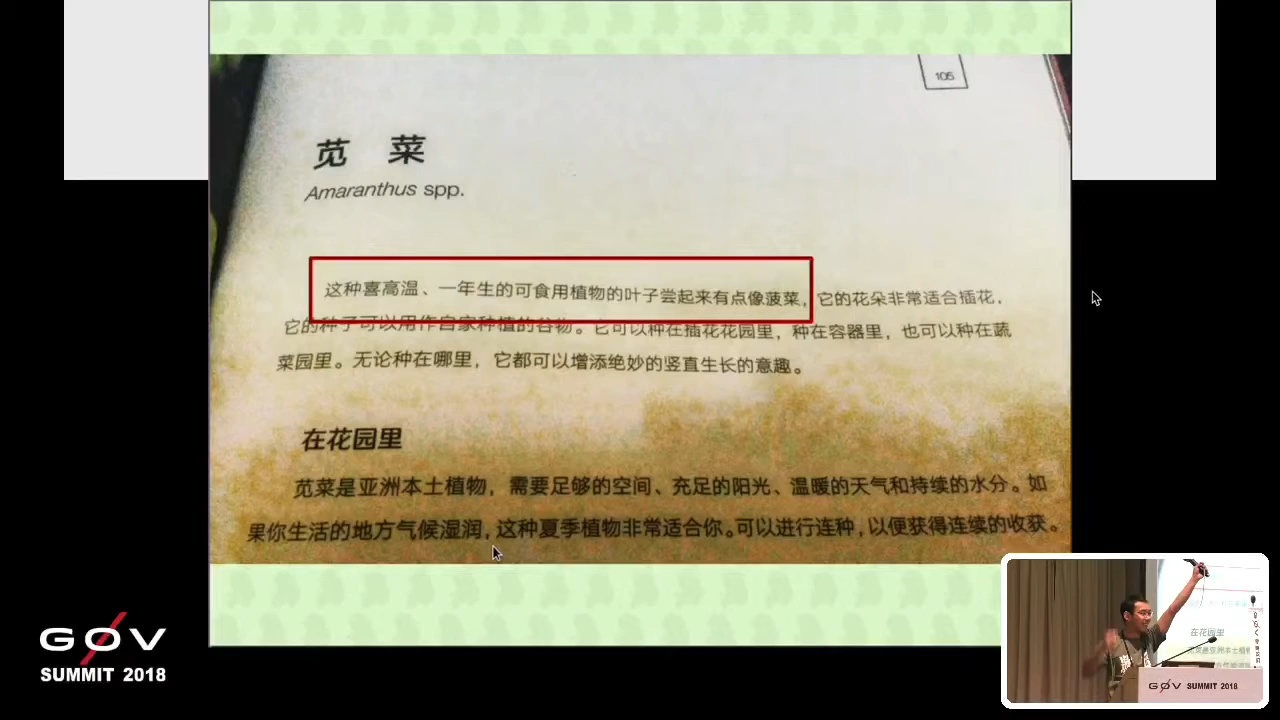 105
苋 菜
Amaranthus spp.
这种喜高温、一年生的可食用植物的叶子尝起来有点像菠菜，它的花朵非常适合插花，
它的种子可以用作自家种植的谷物。它可以种在插花花园里，种在容器里，也可以种在蔬
菜园里。无论种在哪里，它都可以增添绝妙的竖直生长的意趣。
在花园里
苋菜是亚洲本土植物，需要足够的空间、充足的阳光、温暖的天气和持续的水分。如
果你生活的地方气候湿润，这种夏季植物非常适合你。可以进行连种，以便获得连续的收获。
GØV
SUMMIT 2018
在花园里
GØV SUMMIT 2018